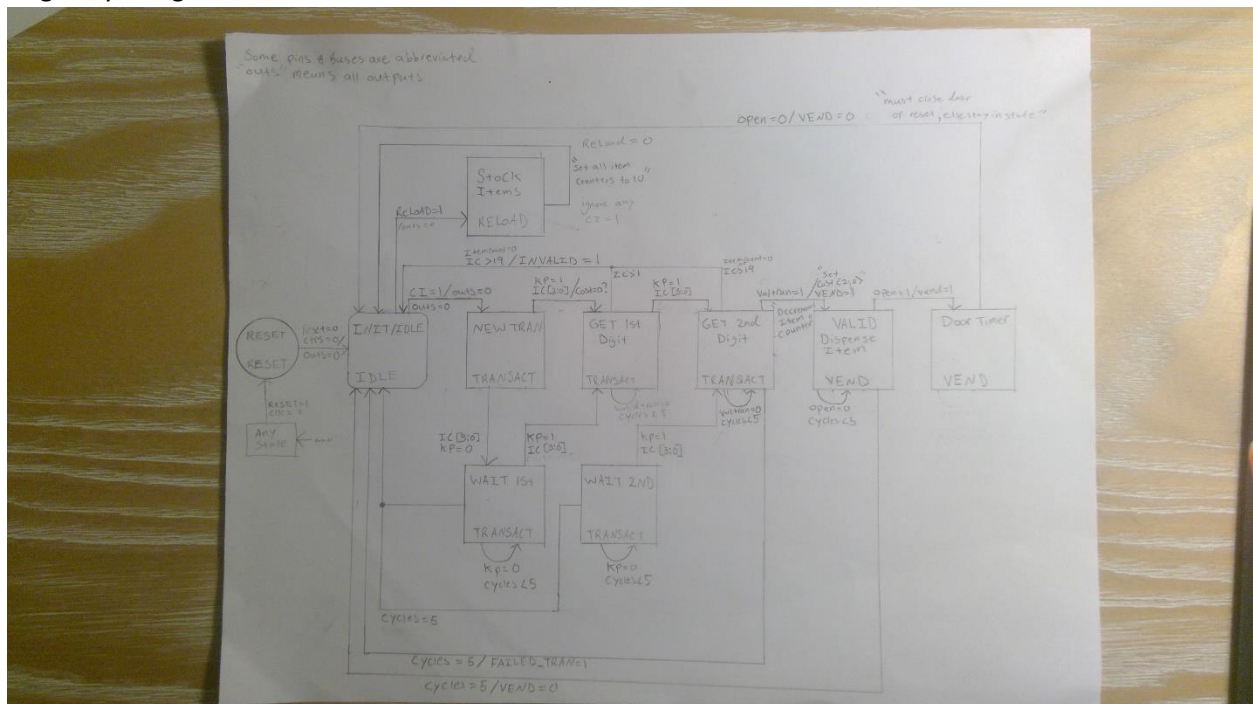 Some pins & buses are abbreviated
"outs" means all outputs
"must close door
or reset, else stay in state"
open=0/VEND=0
Reload = 0
"Set all item
counters to 10"
ignore any
CI=1
Stock
Items
RELOAD
RELOAD=1
/outs=0
IC>19/INVALID=1
IC>1
IC>19
CI=1/outs=0
outs=0
KP=1
IC[3:0]/cost=0?
KP=1
IC[3:0]
Valtran=1/
VEND=1
"Set
"Decrement
Item
counter"
open=1/vend=1
RESET
RESET
outs=0
INIT/IDLE
IDLE
NEW TRAN
TRANSACT
GET 1st
Digit
TRANSACT
GET 2nd
Digit
TRANSACT
VALID
Dispense
Item
VEND
Door Timer
VEND
Any
State
cycles<5
valtran=0
cycles<5
open=0
cycles<5
IC[3:0]
KP=0
KP=1
IC[3:0]
KP=1
IC[3:0]
WAIT 1st
TRANSACT
WAIT 2ND
TRANSACT
KP=0
cycles<5
KP=0
cycles<5
cycles=5
cycles = 5 / FAILED_TRAN=1
cycles = 5/VEND=0